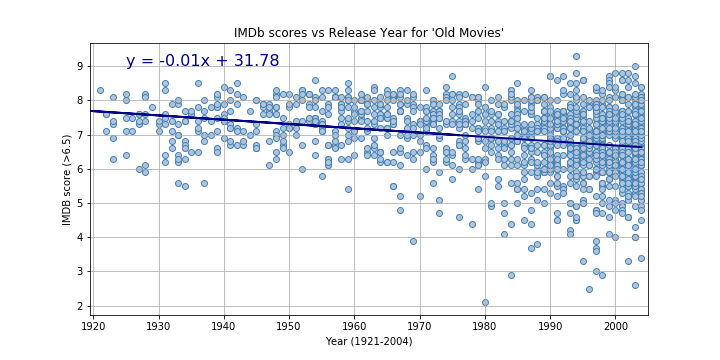 IMDb scores vs Release Year for 'Old Movies'
y = -0.01x + 31.78
IMDB score (>6.5)
9
8
7
6
5
4
3
2
1920 1930 1940 1950 1960 1970 1980 1990 2000
Year (1921-2004)